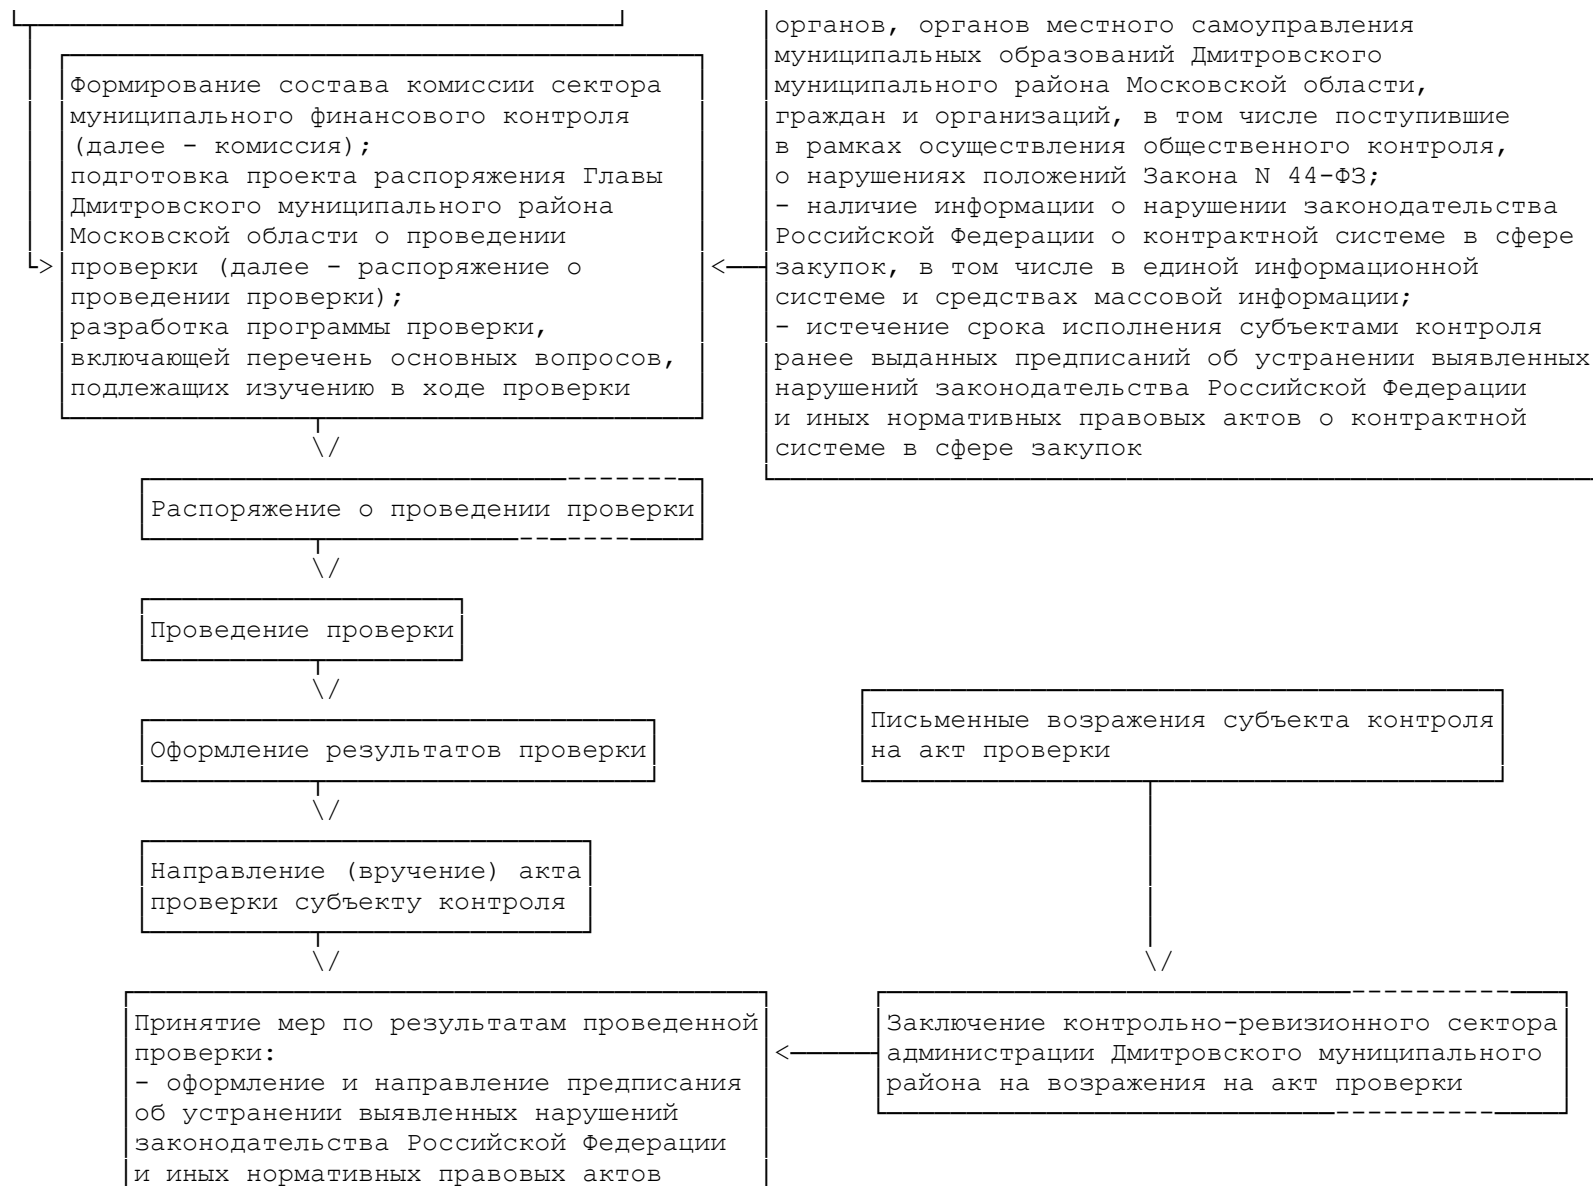 органов, органов местного самоуправления
муниципальных образований Дмитровского
муниципального района Московской области,
граждан и организаций, в том числе поступившие
в рамках осуществления общественного контроля,
о нарушениях положений Закона N 44-ФЗ;
- наличие информации о нарушении законодательства
Российской Федерации о контрактной системе в сфере
закупок, в том числе в единой информационной
системе и средствах массовой информации;
- истечение срока исполнения субъектами контроля
ранее выданных предписаний об устранении выявленных
нарушений законодательства Российской Федерации
и иных нормативных правовых актов о контрактной
системе в сфере закупок
Формирование состава комиссии сектора
муниципального финансового контроля
(далее - комиссия);
подготовка проекта распоряжения Главы
Дмитровского муниципального района
Московской области о проведении
проверки (далее - распоряжение о
проведении проверки);
разработка программы проверки,
включающей перечень основных вопросов,
подлежащих изучению в ходе проверки
Распоряжение о проведении проверки
Проведение проверки
Оформление результатов проверки
Направление (вручение) акта
проверки субъекту контроля
Письменные возражения субъекта контроля
на акт проверки
Заключение контрольно-ревизионного сектора
администрации Дмитровского муниципального
района на возражения на акт проверки
Принятие мер по результатам проведенной
проверки:
- оформление и направление предписания
об устранении выявленных нарушений
законодательства Российской Федерации
и иных нормативных правовых актов